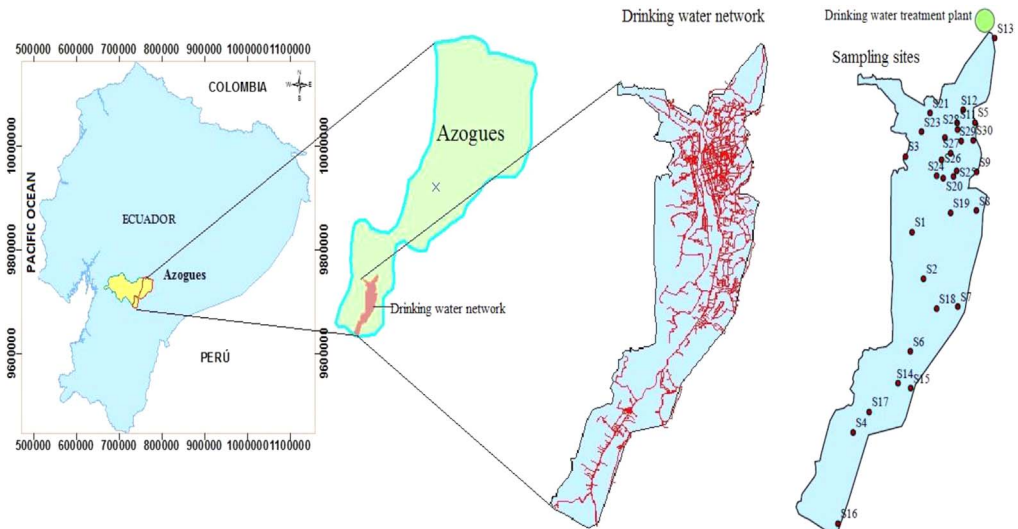 Drinking water network
Drinking water treatment plant
S13
Sampling sites
500000 600000 700000 800000 900000 1000000 1100000
COLOMBIA
W E
S
PACIFIC OCEAN
ECUADOR
Azogues
PERÚ
10000000
9800000
9600000
500000 600000 700000 800000 900000 1000000 1100000
Azogues
Drinking water network
S21
S12
S28
S11
S5
S23
S29
S30
S3
S27
S26
S24
S25
S9
S20
S19
S8
S1
S2
S18
S7
S6
S14
S15
S17
S4
S16